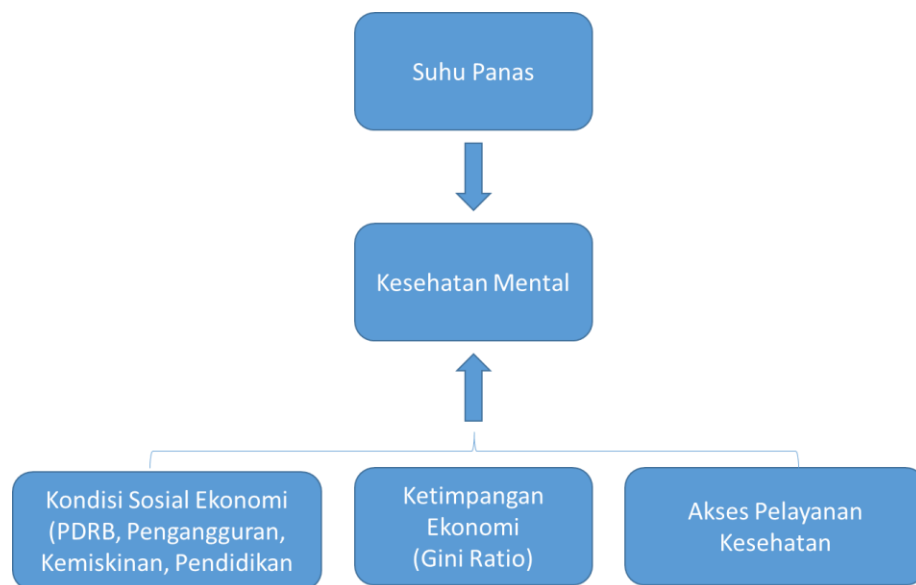 Suhu Panas
Kesehatan Mental
Kondisi Sosial Ekonomi
(PDRB, Pengangguran,
Kemiskinan, Pendidikan
Ketimpangan
Ekonomi
(Gini Ratio)
Akses Pelayanan
Kesehatan